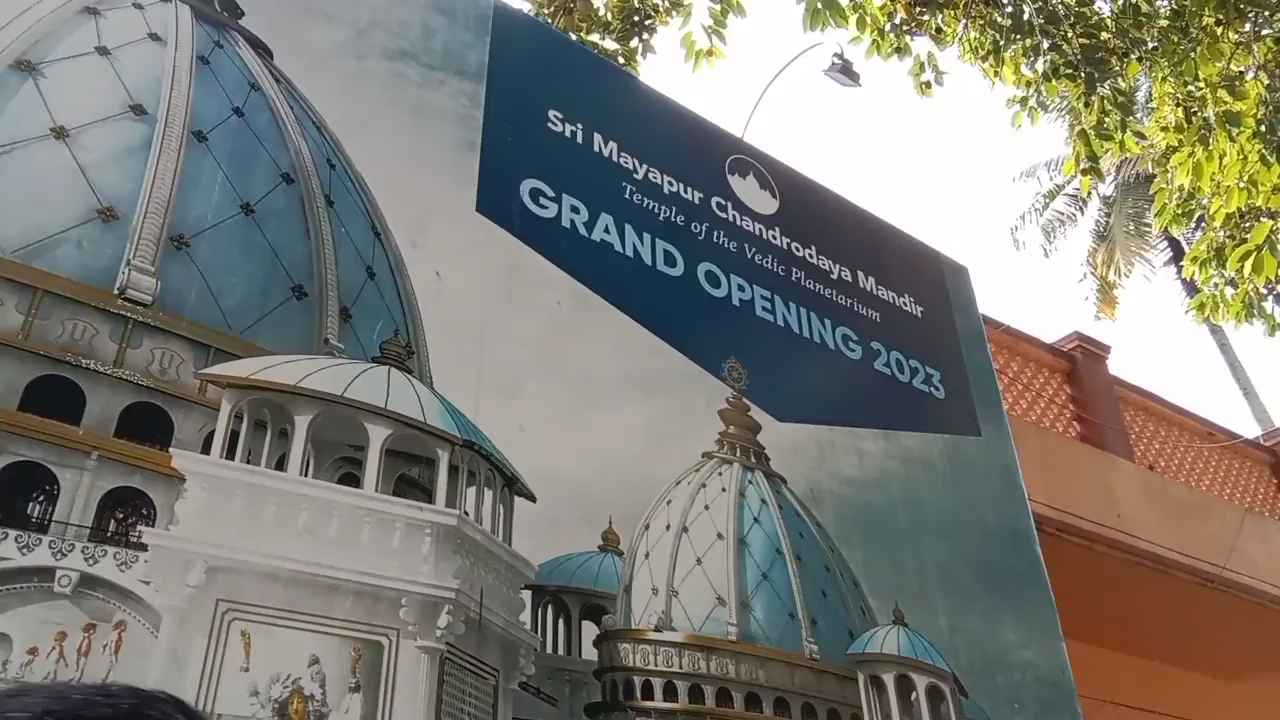 Sri Mayapur Chandrodaya Mandir
Temple of the Vedic Planetarium
GRAND OPENING 2023